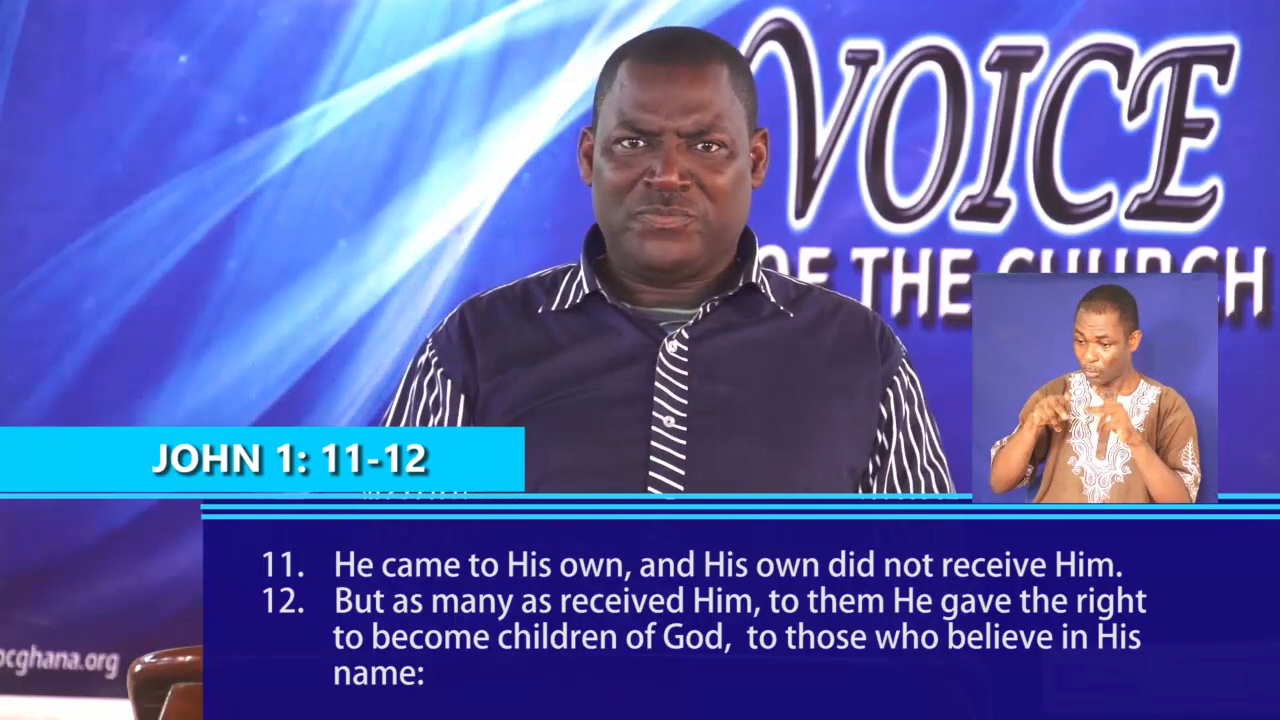 VOICE
OF THE CHURCH
JOHN 1: 11-12
11. He came to His own, and His own did not receive Him.
12. But as many as received Him, to them He gave the right
to become children of God, to those who believe in His
name:
ocghana.org